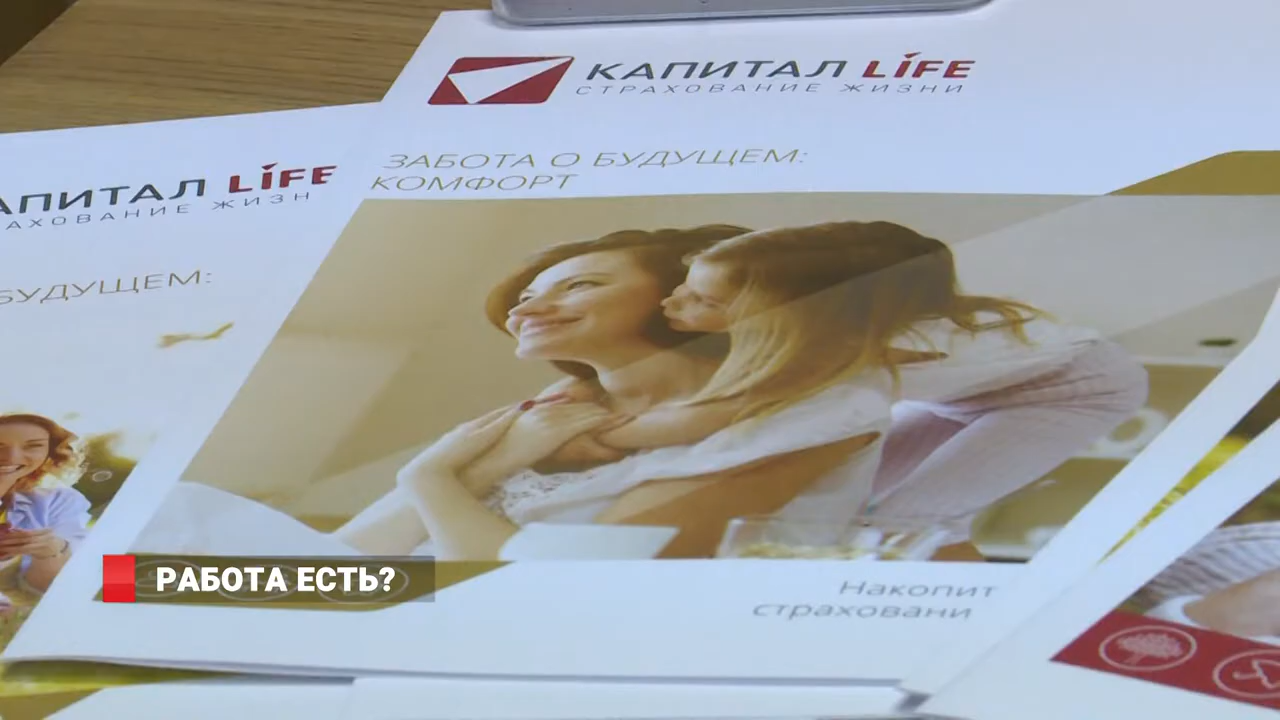 КАПИТАЛ LIFE
СТРАХОВАНИЕ ЖИЗНИ
ЗАБОТА О БУДУЩЕМ:
КОМФОРТ
АПИТАЛ LIFE
РАХОВАНИЕ ЖИЗН
БУДУЩЕМ:
РАБОТА ЕСТЬ?
Накопит
страховани